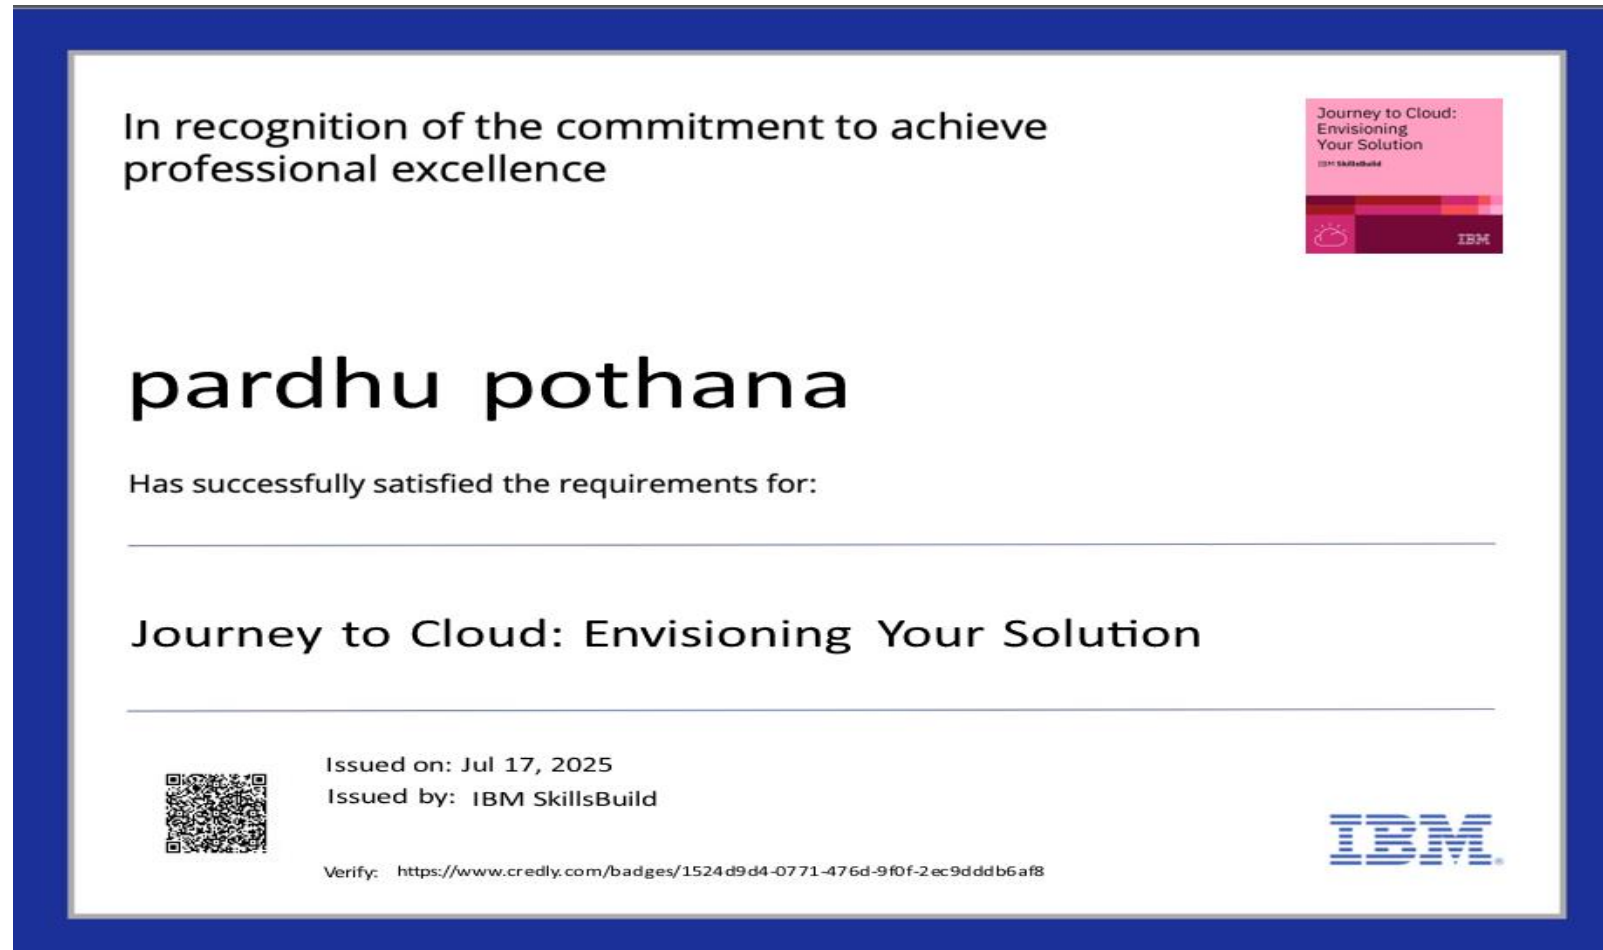 In recognition of the commitment to achieve
professional excellence
Journey to Cloud:
Envisioning
Your Solution
IBM SkillsBuild
IBM
pardhu pothana
Has successfully satisfied the requirements for:
Journey to Cloud: Envisioning Your Solution
Issued on: Jul 17, 2025
Issued by: IBM SkillsBuild
Verify: https://www.credly.com/badges/1524d9d4-0771-476d-9f0f-2ec9dddb6af8
IBM®